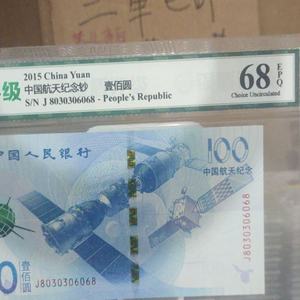 级
2015 China Yuan
中国航天纪念钞 壹佰圆
S/N J 8030306068 - People's Republic
68 EPQ
Choice Uncirculated
中国人民银行
100
中国航天纪念
J8030306068
壹佰圆
J8030306068